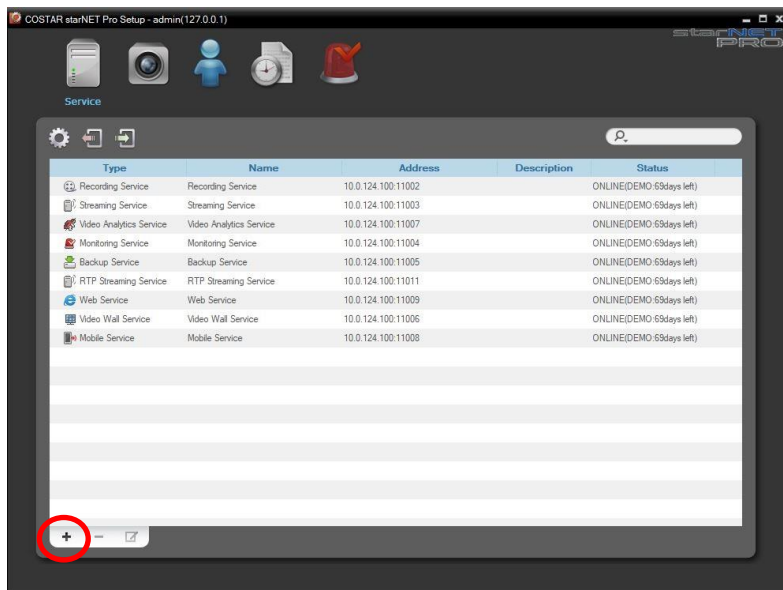 COSTAR starNET Pro Setup - admin(127.0.0.1)
starNET
PRO
Service
Type Name Address Description Status
Recording Service Recording Service 10.0.124.100:11002 ONLINE(DEMO:69days left)
Streaming Service Streaming Service 10.0.124.100:11003 ONLINE(DEMO:69days left)
Video Analytics Service Video Analytics Service 10.0.124.100:11007 ONLINE(DEMO:69days left)
Monitoring Service Monitoring Service 10.0.124.100:11004 ONLINE(DEMO:69days left)
Backup Service Backup Service 10.0.124.100:11005 ONLINE(DEMO:69days left)
RTP Streaming Service RTP Streaming Service 10.0.124.100:11011 ONLINE(DEMO:69days left)
Web Service Web Service 10.0.124.100:11009 ONLINE(DEMO:69days left)
Video Wall Service Video Wall Service 10.0.124.100:11006 ONLINE(DEMO:69days left)
Mobile Service Mobile Service 10.0.124.100:11008 ONLINE(DEMO:69days left)